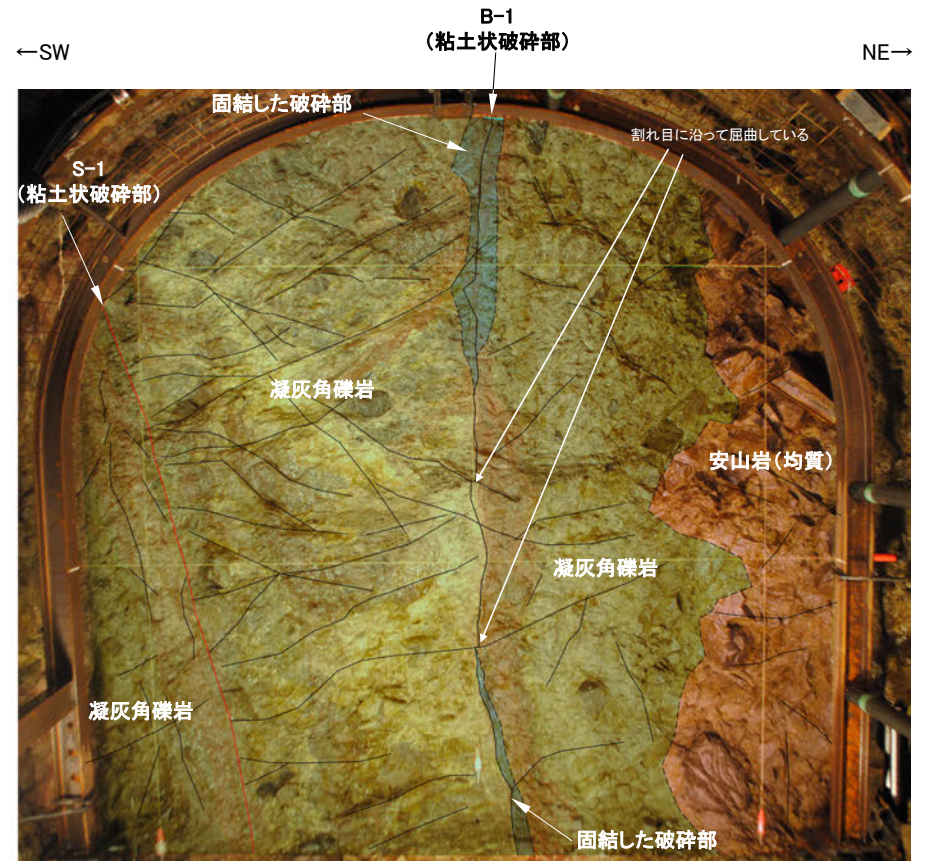 B-1
(粘土状破砕部)
←SW
NE→
固結した破砕部
割れ目に沿って屈曲している
S-1
(粘土状破砕部)
凝灰角礫岩
安山岩(均質)
凝灰角礫岩
凝灰角礫岩
固結した破砕部